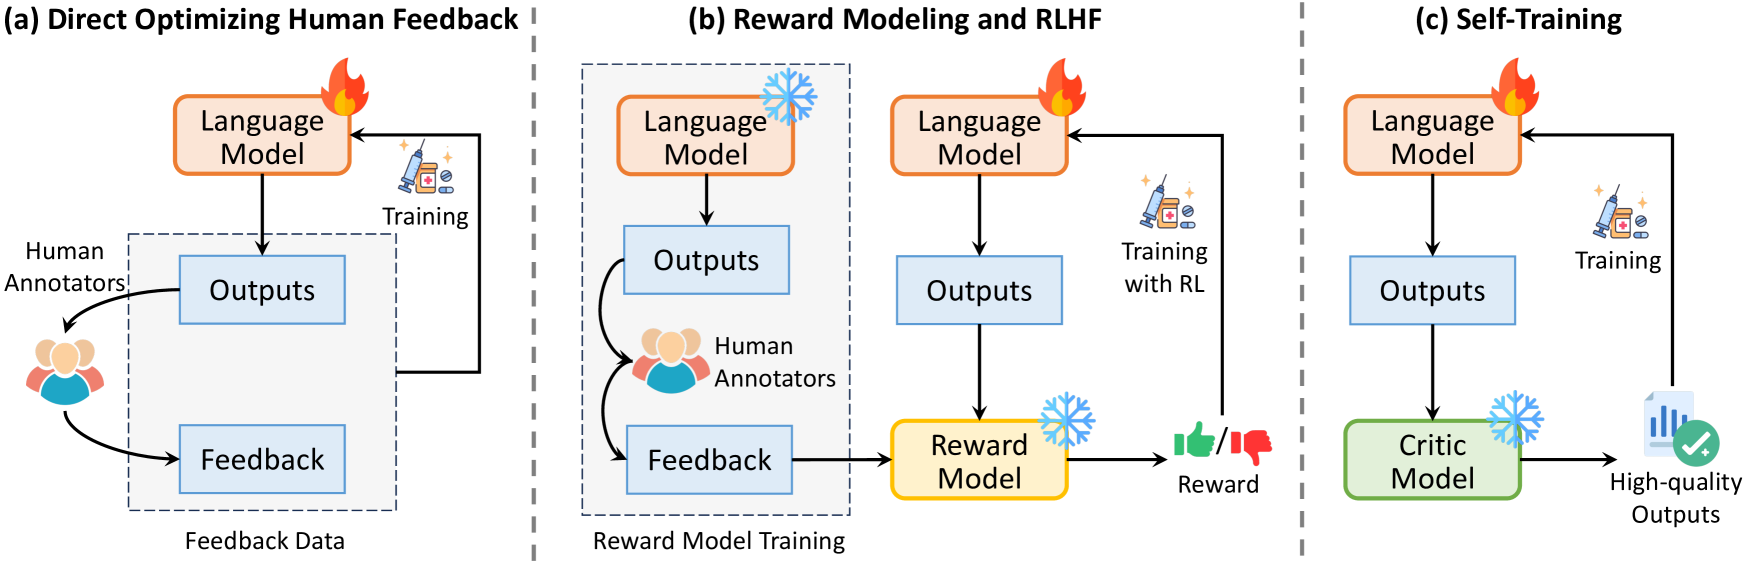 (a) Direct Optimizing Human Feedback
Language
Model
Training
Human
Annotators
Outputs
Feedback
Feedback Data
(b) Reward Modeling and RLHF
Language
Model
Outputs
Human
Annotators
Feedback
Reward Model Training
Language
Model
Outputs
Training
with RL
Reward
Model
/
Reward
(c) Self-Training
Language
Model
Training
Outputs
Critic
Model
High-quality
Outputs